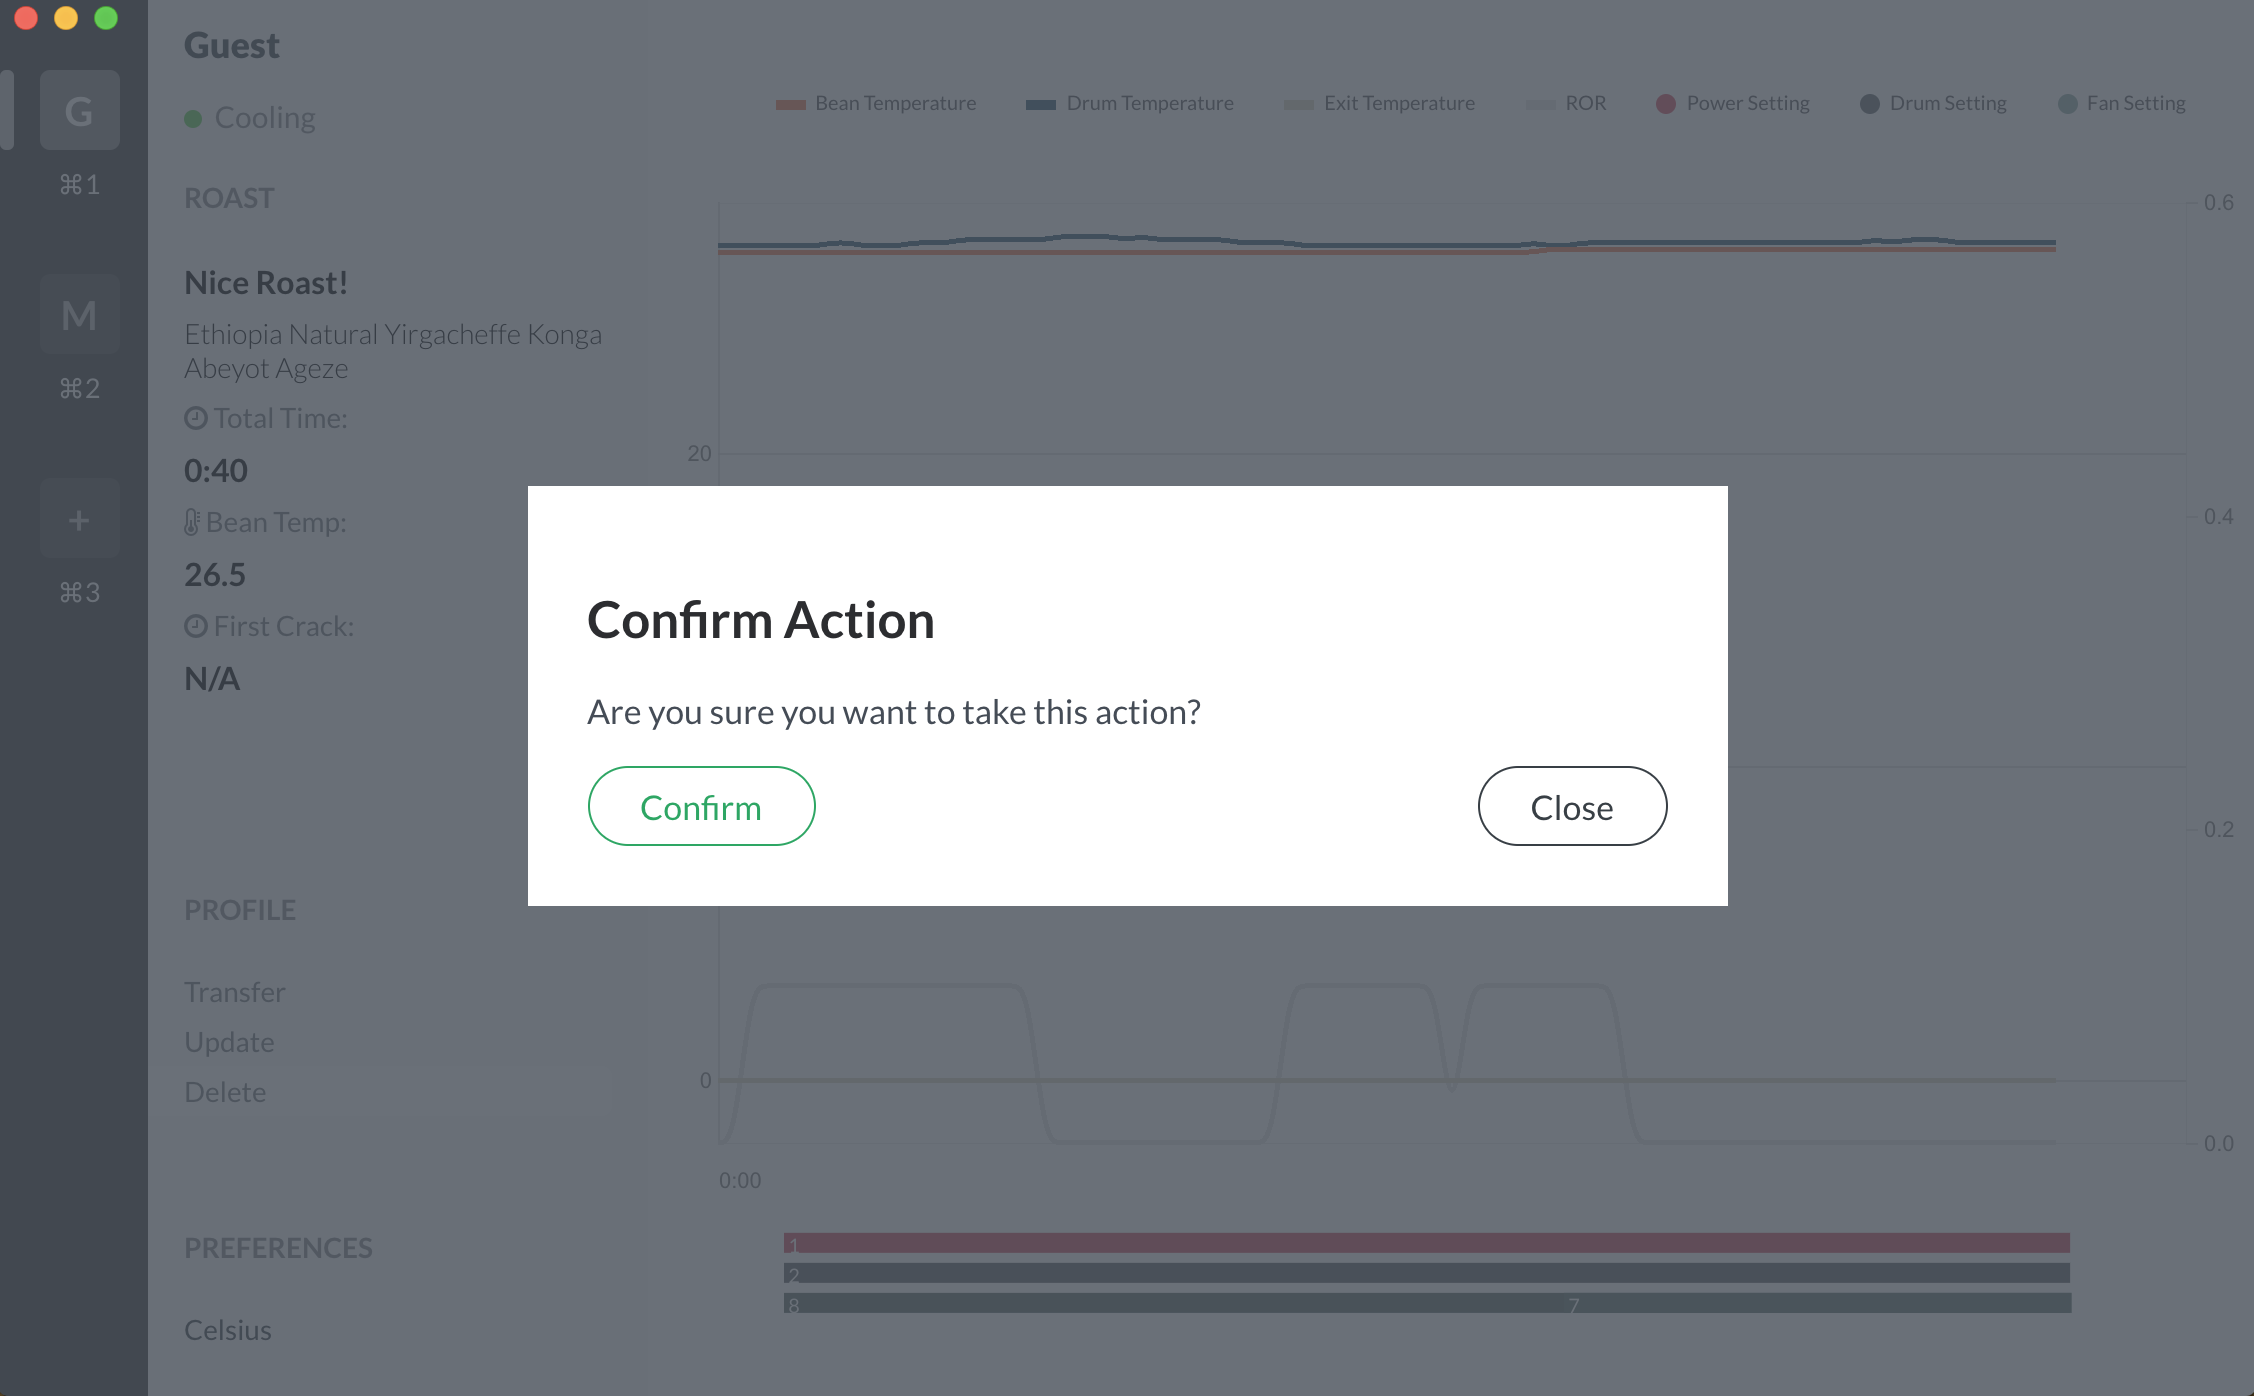 G
⌘1
M
⌘2
+
⌘3
Guest
Cooling
ROAST
Nice Roast!
Ethiopia Natural Yirgacheffe Konga
Abeyot Ageze
Total Time:
0:40
Bean Temp:
26.5
First Crack:
N/A
PROFILE
Transfer
Update
Delete
PREFERENCES
Celsius
Bean Temperature
Drum Temperature
Exit Temperature
ROR
Power Setting
Drum Setting
Fan Setting
0.6
20
0.4
0.2
0
0.0
0:00
1
2
8 7
Confirm Action
Are you sure you want to take this action?
Confirm
Close